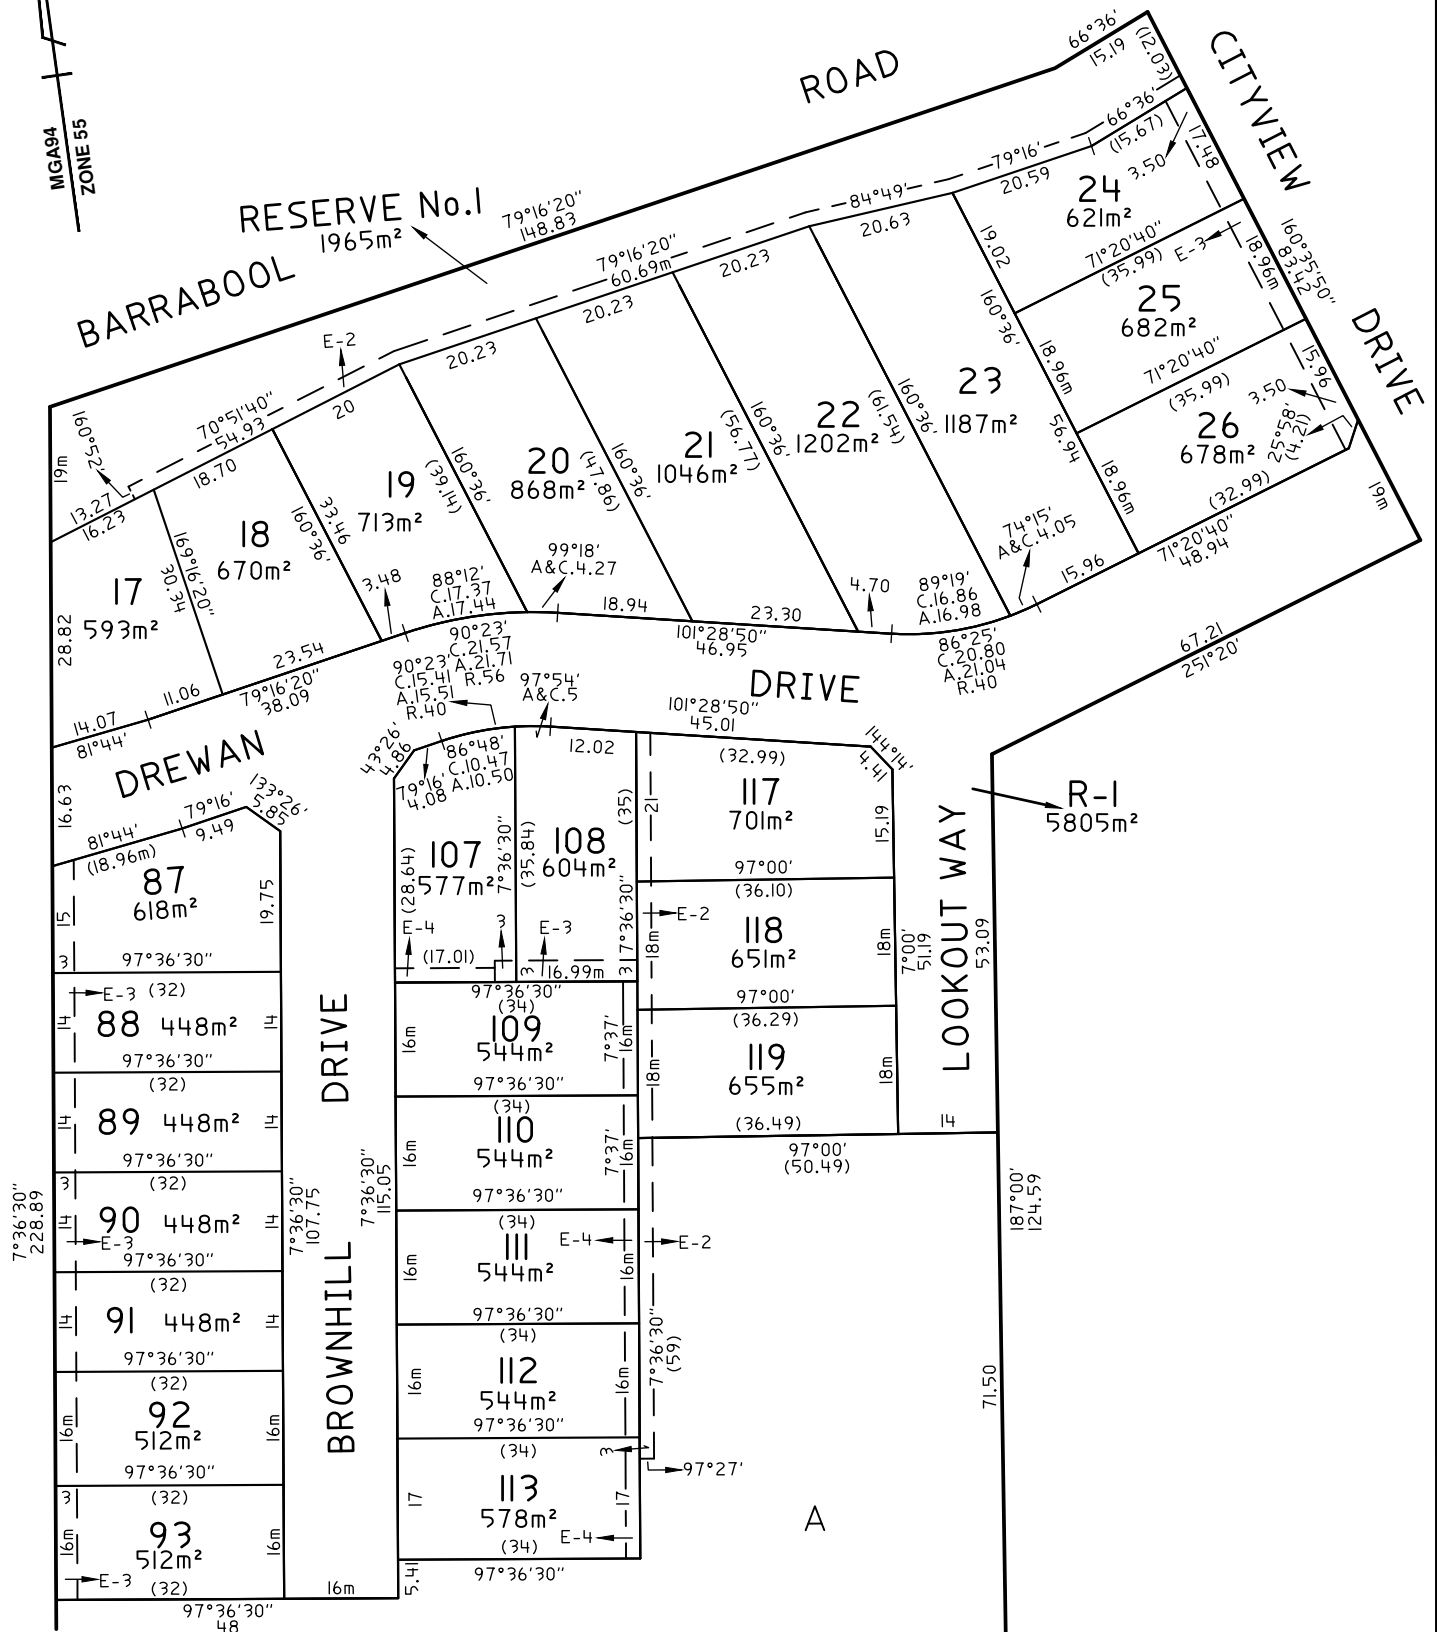 MGA94
ZONE 55
BARRABOOL
ROAD
RESERVE No.1
1965m²
79°16'20"
148.83
66°36'
15.19
(12.03)
CITYVIEW
DRIVE
160°35'50"
83.42
19m
160°52'
13.27
16.23
70°51'40"
54.93
18.70
E-2
20
79°16'20"
60.69m
20.23
20.23
20.23
84°49'
20.63
79°16'
20.59
66°36'
(15.67)
17
593m²
28.82
169°16'20"
30.34
14.07
81°44'
11.06
18
670m²
160°36'
33.46
23.54
79°16'20"
38.09
19
713m²
160°36'
(39.14)
3.48
88°12'
C.17.37
A.17.44
90°23'
C.21.57
A.21.71
R.56
20
868m²
160°36'
(47.86)
99°18'
A&C.4.27
18.94
21
1046m²
160°36'
(56.77)
23.30
101°28'50"
46.95
22
1202m²
160°36'
(61.54)
4.70
89°19'
C.16.86
A.16.98
86°25'
C.20.80
A.21.04
R.40
23
1187m²
19.02
160°36'
18.96m
56.94
18.96m
74°15'
A&C.4.05
15.96
24
621m²
3.50
17.48
71°20'40"
(35.99)
E-3
25
682m²
18.96m
71°20'40"
(35.99)
26
678m²
3.50
15.96
25°58'
(4.21)
(32.99)
71°20'40"
48.94
19m
67.21
251°20'
DREWAN
DRIVE
16.63
90°23'
C.15.41
A.15.51
R.40
97°54'
A&C.5
101°28'50"
45.01
43°26'
4.86
79°16'
4.08
86°48'
C.10.47
A.10.50
12.02
144°14'
4.41
133°26'
5.85
79°16'
9.49
81°44'
(18.96m)
87
618m²
15
3
19.75
97°36'30"
(32)
E-3
88 448m²
14
14
97°36'30"
(32)
89 448m²
14
14
97°36'30"
(32)
3
90 448m²
14
14
E-3
97°36'30"
(32)
91 448m²
14
14
97°36'30"
(32)
92
512m²
16m
16m
97°36'30"
(32)
3
93
512m²
16m
16m
E-3
(32)
97°36'30"
48
16m
7°36'30"
228.89
7°36'30"
107.75
BROWNHILL DRIVE
7°36'30"
115.05
107
577m²
(28.64)
7°36'30"
(35.84)
E-4
(17.01)
3
108
604m²
(35)
7°36'30"
E-3
3
16.99m
3
97°36'30"
(34)
109
544m²
16m
7°37'
16m
97°36'30"
(34)
110
544m²
16m
7°37'
16m
97°36'30"
(34)
111
544m²
16m
E-4
E-2
16m
97°36'30"
(34)
112
544m²
16m
16m
7°36'30"
(59)
97°36'30"
(34)
3
97°27'
113
578m²
17
17
E-4
(34)
97°36'30"
5.41
(32.99)
117
701m²
21
15.19
97°00'
(36.10)
E-2
118
651m²
18m
18m
97°00'
(36.29)
119
655m²
18m
18m
(36.49)
97°00'
(50.49)
7°00'
51.19
LOOKOUT WAY
53.09
14
R-1
5805m²
187°00'
124.59
71.50
A